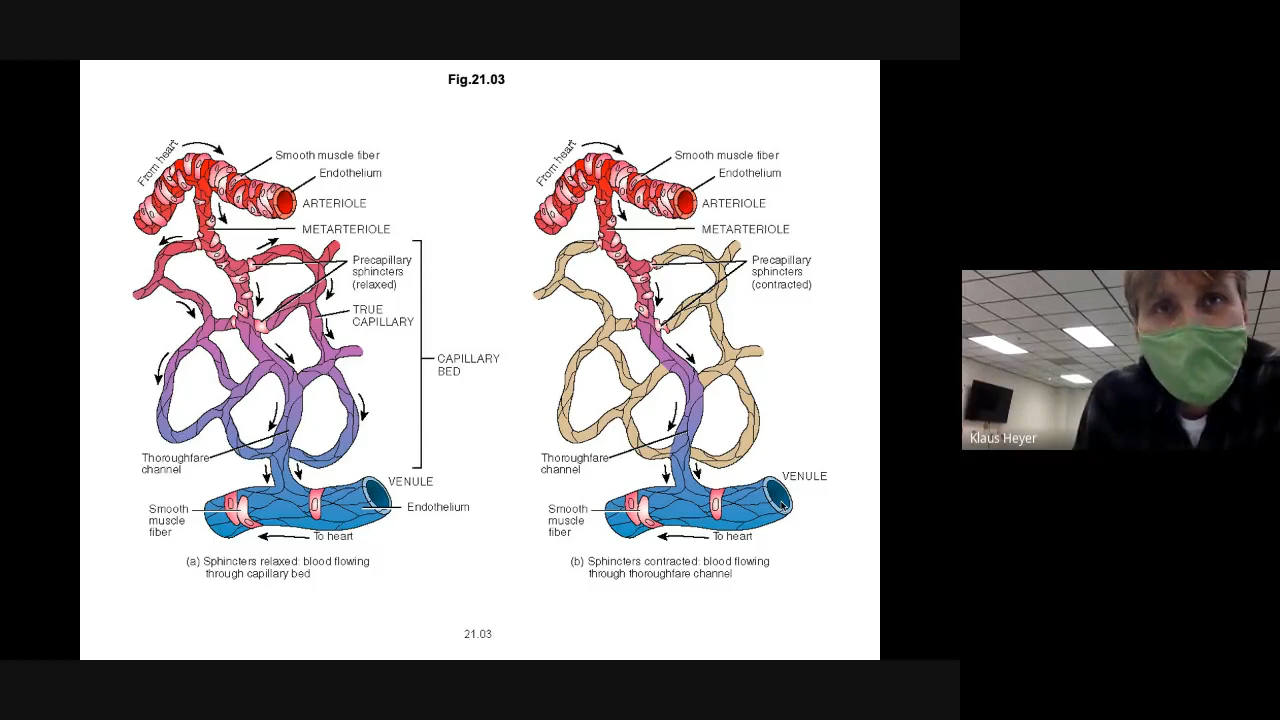 Fig.21.03
From heart
Smooth muscle fiber
Endothelium
ARTERIOLE
METARTERIOLE
Precapillary
sphincters
(relaxed)
TRUE
CAPILLARY
CAPILLARY
BED
Thoroughfare
channel
VENULE
Smooth
muscle
fiber
Endothelium
To heart
(a) Sphincters relaxed: blood flowing
through capillary bed
From heart
Smooth muscle fiber
Endothelium
ARTERIOLE
METARTERIOLE
Precapillary
sphincters
(contracted)
Thoroughfare
channel
VENULE
Smooth
muscle
fiber
To heart
(b) Sphincters contracted: blood flowing
through thoroughfare channel
21.03
Klaus Heyer